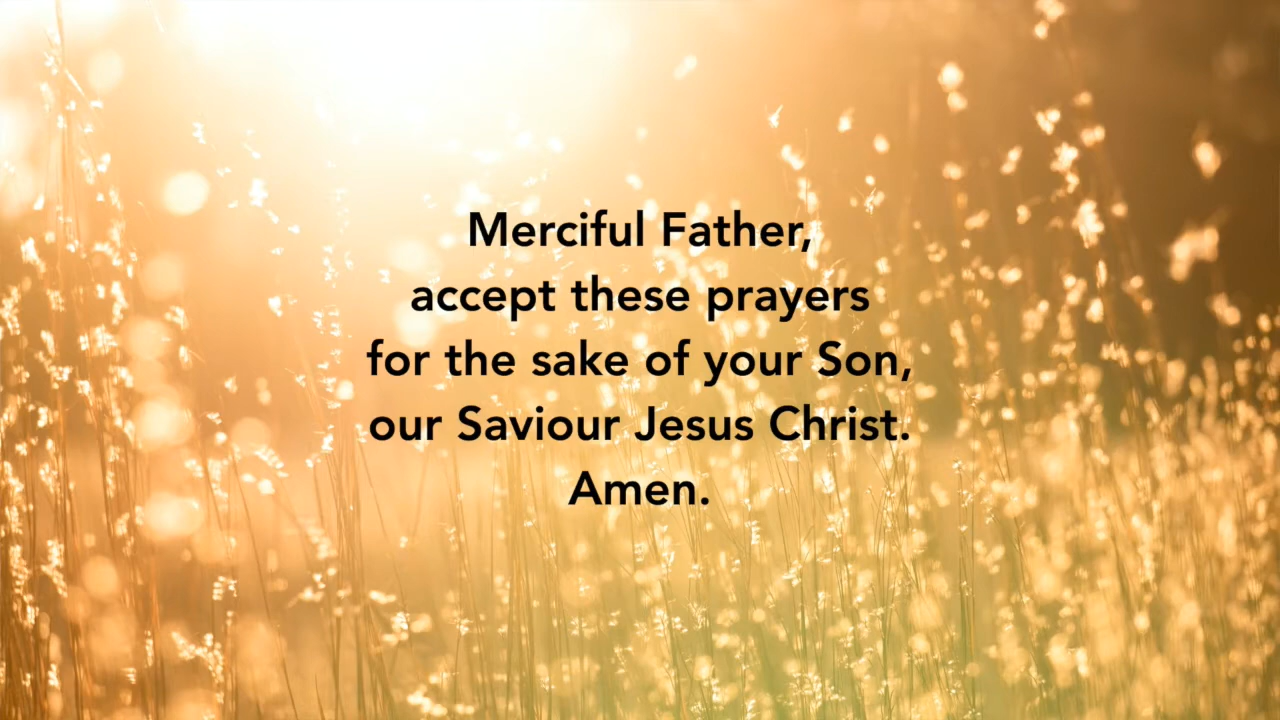 Merciful Father,
accept these prayers
for the sake of your Son,
our Saviour Jesus Christ.
Amen.